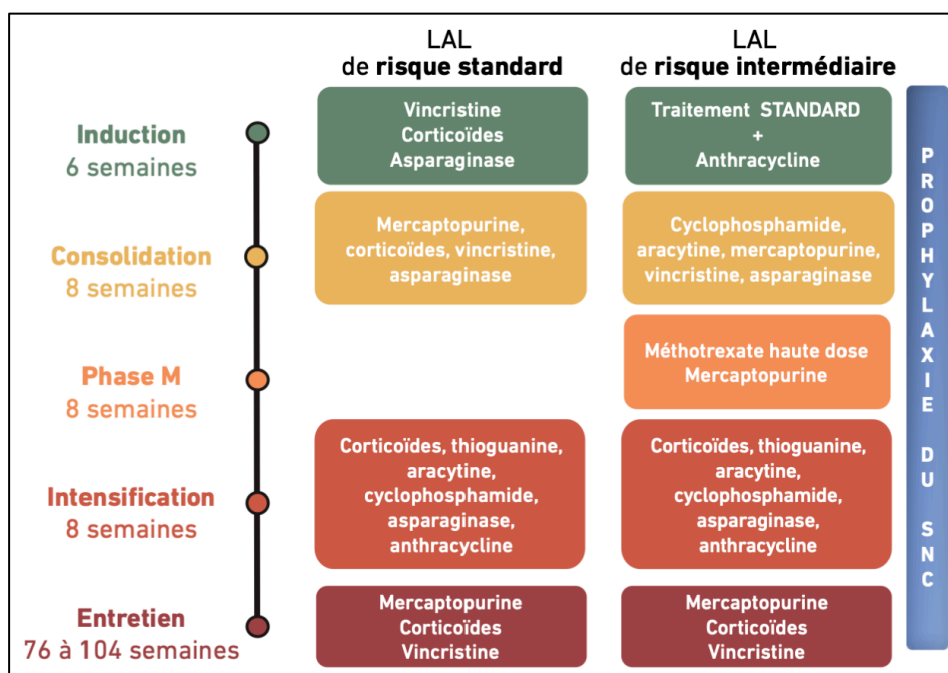 LAL
de risque standard
LAL
de risque intermédiaire
Induction
6 semaines
Vincristine
Corticoïdes
Asparaginase
Traitement STANDARD
+
Anthracycline
Consolidation
8 semaines
Mercaptopurine,
corticoïdes, vincristine,
asparaginase
Cyclophosphamide,
aracytine, mercaptopurine,
vincristine, asparaginase
Phase M
8 semaines
Méthotrexate haute dose
Mercaptopurine
Intensification
8 semaines
Corticoïdes, thioguanine,
aracytine,
cyclophosphamide,
asparaginase,
anthracycline
Corticoïdes, thioguanine,
aracytine,
cyclophosphamide,
asparaginase,
anthracycline
Entretien
76 à 104 semaines
Mercaptopurine
Corticoïdes
Vincristine
Mercaptopurine
Corticoïdes
Vincristine
PROPHYLAXIE DU SNC